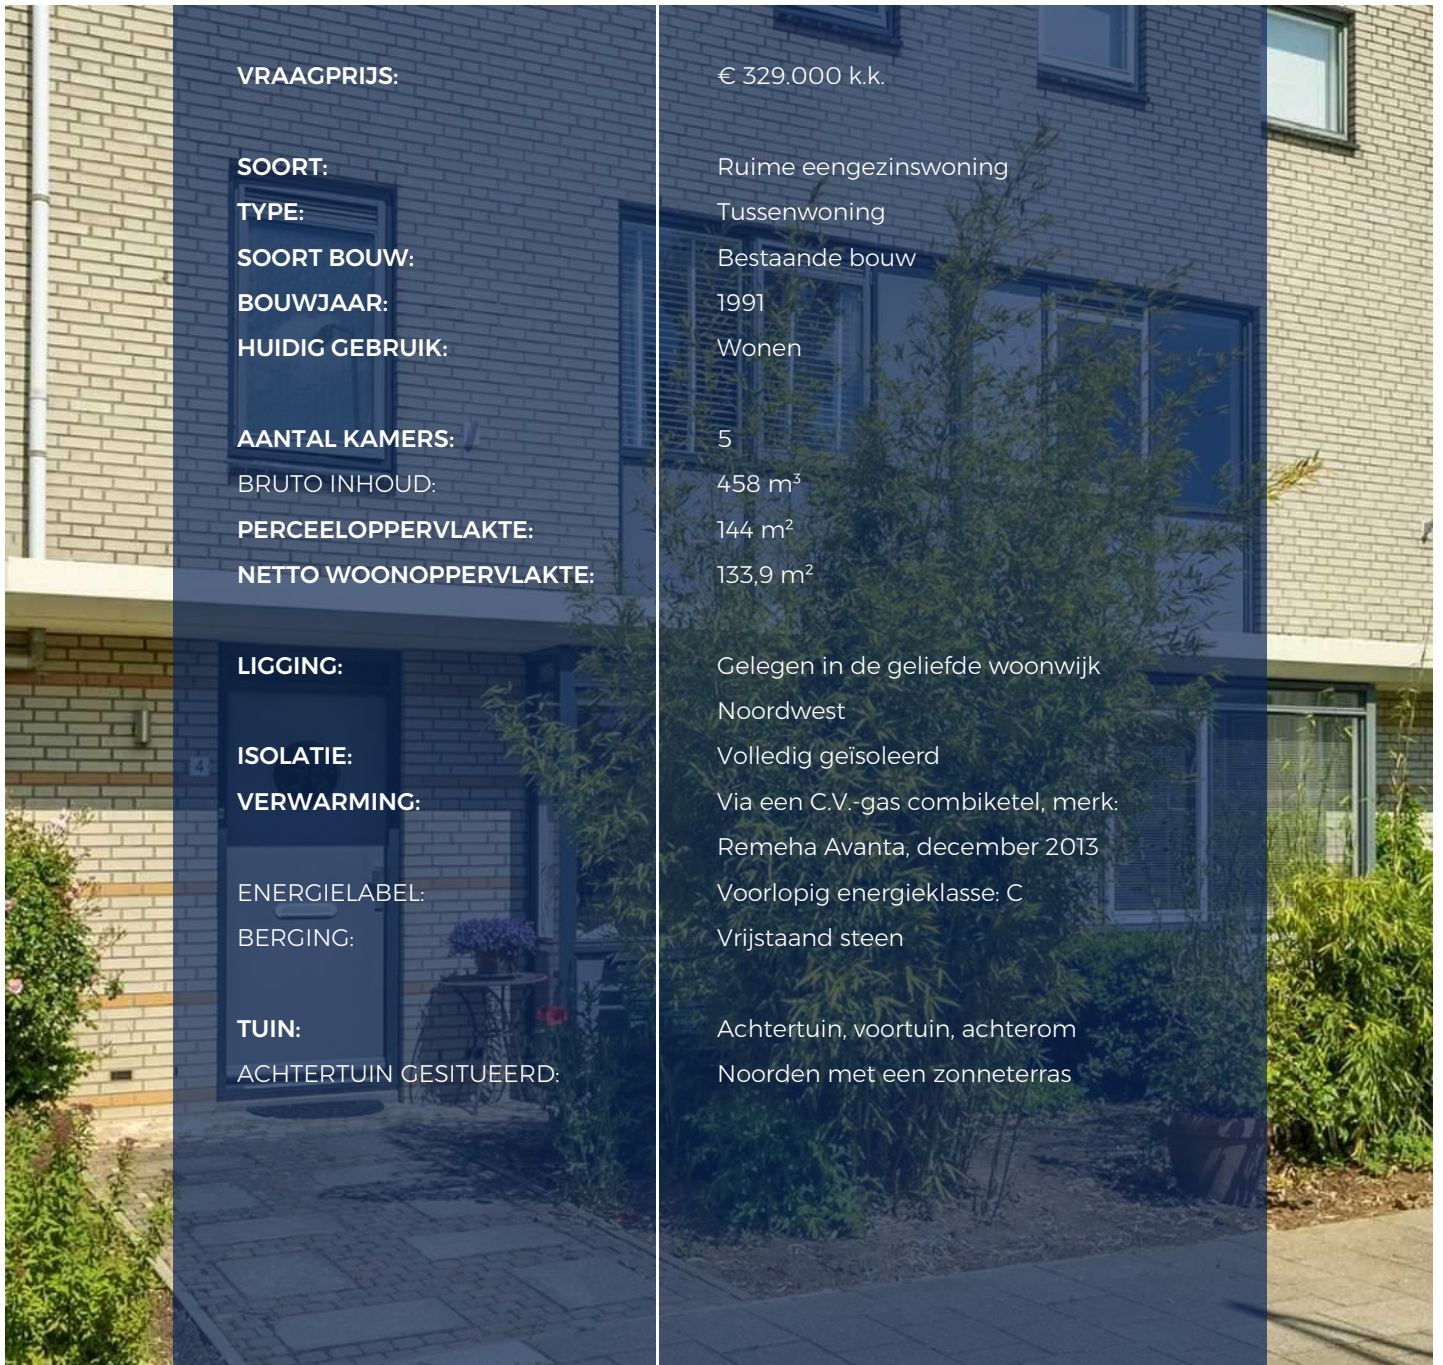 VRAAGPRIJS: € 329.000 k.k.
SOORT: Ruime eengezinswoning
TYPE: Tussenwoning
SOORT BOUW: Bestaande bouw
BOUWJAAR: 1991
HUIDIG GEBRUIK: Wonen
AANTAL KAMERS: 5
BRUTO INHOUD: 458 m³
PERCEELOPPERVLAKTE: 144 m²
NETTO WOONOPPERVLAKTE: 133,9 m²
LIGGING: Gelegen in de geliefde woonwijk
Noordwest
ISOLATIE: Volledig geïsoleerd
4
VERWARMING: Via een C.V.-gas combiketel, merk:
Remeha Avanta, december 2013
ENERGIELABEL: Voorlopig energieklasse: C
BERGING: Vrijstaand steen
TUIN: Achtertuin, voortuin, achterom
ACHTERTUIN GESITUEERD: Noorden met een zonneterras